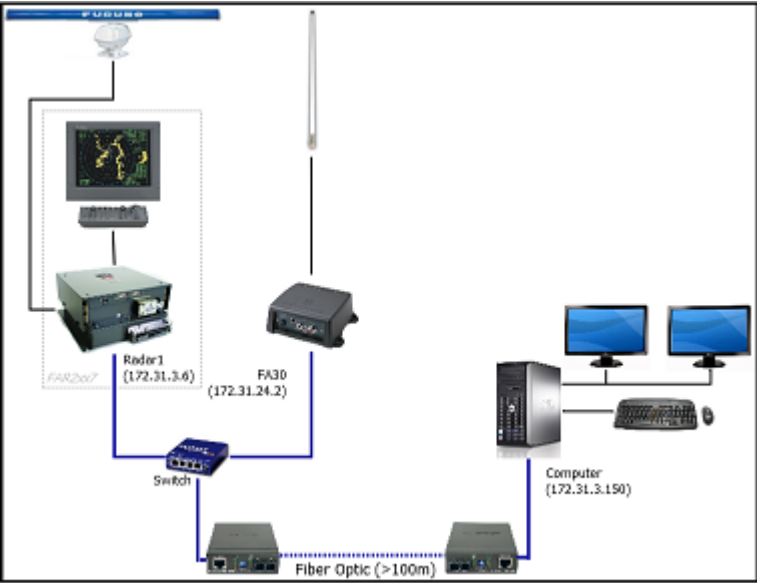 FURUNO
Radar1
(172.31.3.6)
FAR2xx7
FA30
(172.31.24.2)
Switch
Computer
(172.31.3.150)
Fiber Optic (>100m)